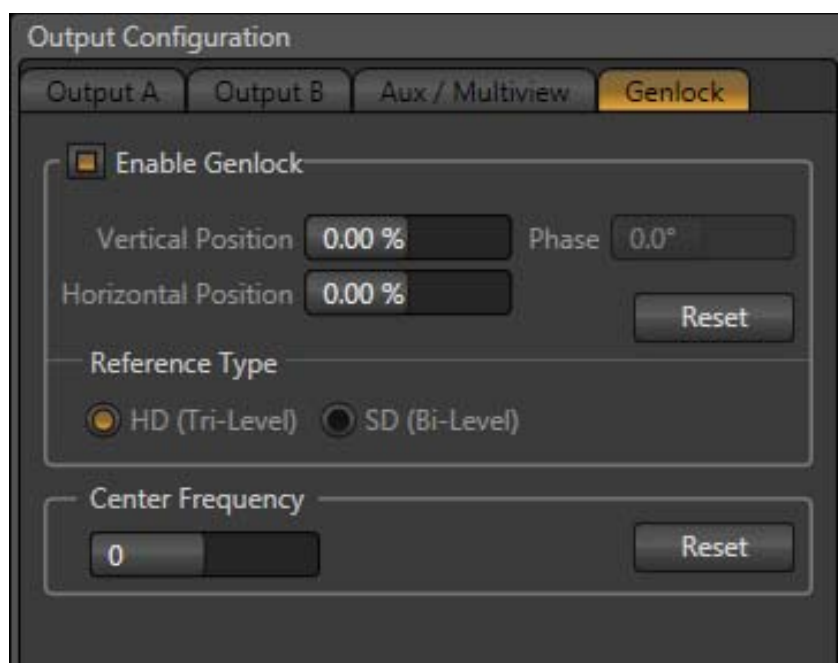 Output Configuration
Output A Output B Aux / Multiview Genlock
Enable Genlock
Vertical Position 0.00 % Phase 0.0°
Horizontal Position 0.00 %
Reset
Reference Type
HD (Tri-Level) SD (Bi-Level)
Center Frequency
0 Reset